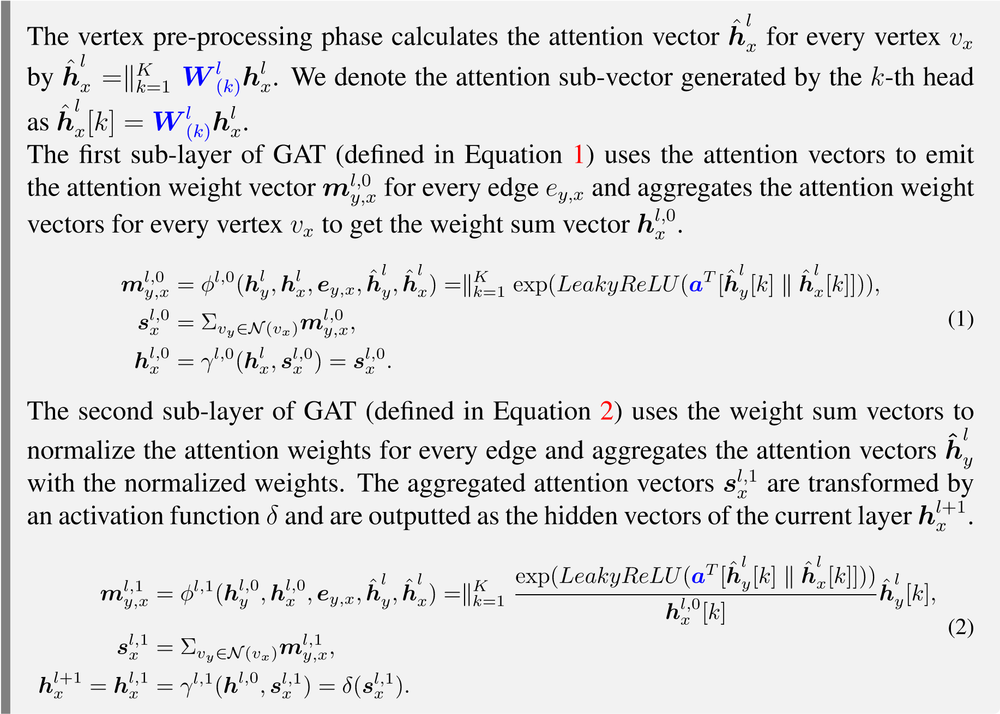 The vertex pre-processing phase calculates the attention vector $\hat{\boldsymbol{h}}_x^l$ for every vertex $v_x$
by $\hat{\boldsymbol{h}}_x^l =\|_{k=1}^K \boldsymbol{W}_{(k)}^l \boldsymbol{h}_x^l$. We denote the attention sub-vector generated by the $k$-th head
as $\hat{\boldsymbol{h}}_x^l[k] = \boldsymbol{W}_{(k)}^l \boldsymbol{h}_x^l$.
The first sub-layer of GAT (defined in Equation 1) uses the attention vectors to emit
the attention weight vector $\boldsymbol{m}_{y,x}^{l,0}$ for every edge $e_{y,x}$ and aggregates the attention weight
vectors for every vertex $v_x$ to get the weight sum vector $\boldsymbol{h}_x^{l,0}$.
$\boldsymbol{m}_{y,x}^{l,0} = \phi^{l,0}(\boldsymbol{h}_y^l, \boldsymbol{h}_x^l, \boldsymbol{e}_{y,x}, \hat{\boldsymbol{h}}_y^l, \hat{\boldsymbol{h}}_x^l) =\|_{k=1}^K \exp(LeakyReLU(\boldsymbol{a}^T[\hat{\boldsymbol{h}}_y^l[k] \parallel \hat{\boldsymbol{h}}_x^l[k]])),$
$\boldsymbol{s}_x^{l,0} = \Sigma_{v_y \in \mathcal{N}(v_x)} \boldsymbol{m}_{y,x}^{l,0},$ (1)
$\boldsymbol{h}_x^{l,0} = \gamma^{l,0}(\boldsymbol{h}_x^l, \boldsymbol{s}_x^{l,0}) = \boldsymbol{s}_x^{l,0}.$
The second sub-layer of GAT (defined in Equation 2) uses the weight sum vectors to
normalize the attention weights for every edge and aggregates the attention vectors $\hat{\boldsymbol{h}}_y^l$
with the normalized weights. The aggregated attention vectors $\boldsymbol{s}_x^{l,1}$ are transformed by
an activation function $\delta$ and are outputted as the hidden vectors of the current layer $\boldsymbol{h}_x^{l+1}$.
$\boldsymbol{m}_{y,x}^{l,1} = \phi^{l,1}(\boldsymbol{h}_y^{l,0}, \boldsymbol{h}_x^{l,0}, \boldsymbol{e}_{y,x}, \hat{\boldsymbol{h}}_y^l, \hat{\boldsymbol{h}}_x^l) =\|_{k=1}^K \frac{\exp(LeakyReLU(\boldsymbol{a}^T[\hat{\boldsymbol{h}}_y^l[k] \parallel \hat{\boldsymbol{h}}_x^l[k]]))}{\boldsymbol{h}_x^{l,0}[k]} \hat{\boldsymbol{h}}_y^l[k],$
$\boldsymbol{s}_x^{l,1} = \Sigma_{v_y \in \mathcal{N}(v_x)} \boldsymbol{m}_{y,x}^{l,1},$ (2)
$\boldsymbol{h}_x^{l+1} = \boldsymbol{h}_x^{l,1} = \gamma^{l,1}(\boldsymbol{h}^{l,0}, \boldsymbol{s}_x^{l,1}) = \delta(\boldsymbol{s}_x^{l,1}).$